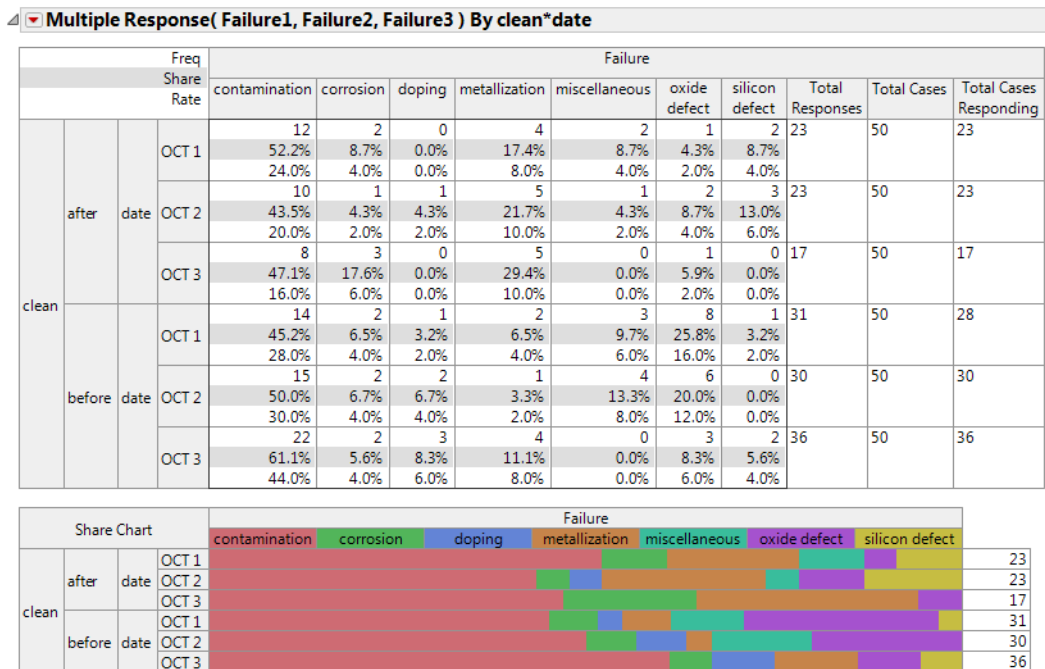 Multiple Response( Failure1, Failure2, Failure3 ) By clean*date
Freq Failure
Share
Rate
contamination corrosion doping metallization miscellaneous oxide defect silicon defect Total Responses Total Cases Total Cases Responding
clean after date OCT 1 12 2 0 4 2 1 2 23 50 23
52.2% 8.7% 0.0% 17.4% 8.7% 4.3% 8.7%
24.0% 4.0% 0.0% 8.0% 4.0% 2.0% 4.0%
OCT 2 10 1 1 5 1 2 3 23 50 23
43.5% 4.3% 4.3% 21.7% 4.3% 8.7% 13.0%
20.0% 2.0% 2.0% 10.0% 2.0% 4.0% 6.0%
OCT 3 8 3 0 5 0 1 0 17 50 17
47.1% 17.6% 0.0% 29.4% 0.0% 5.9% 0.0%
16.0% 6.0% 0.0% 10.0% 0.0% 2.0% 0.0%
before date OCT 1 14 2 1 2 3 8 1 31 50 28
45.2% 6.5% 3.2% 6.5% 9.7% 25.8% 3.2%
28.0% 4.0% 2.0% 4.0% 6.0% 16.0% 2.0%
OCT 2 15 2 2 1 4 6 0 30 50 30
50.0% 6.7% 6.7% 3.3% 13.3% 20.0% 0.0%
30.0% 4.0% 4.0% 2.0% 8.0% 12.0% 0.0%
OCT 3 22 2 3 4 0 3 2 36 50 36
61.1% 5.6% 8.3% 11.1% 0.0% 8.3% 5.6%
44.0% 4.0% 6.0% 8.0% 0.0% 6.0% 4.0%
Share Chart Failure
contamination corrosion doping metallization miscellaneous oxide defect silicon defect
clean after date OCT 1 23
OCT 2 23
OCT 3 17
before date OCT 1 31
OCT 2 30
OCT 3 36